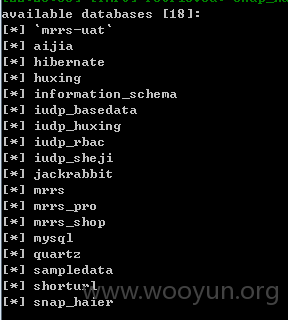 available databases [18]:
[*] `mrrs-uat`
[*] aijia
[*] hibernate
[*] huxing
[*] information_schema
[*] iudp_basedata
[*] iudp_huxing
[*] iudp_rbac
[*] iudp_sheji
[*] jackrabbit
[*] mrrs
[*] mrrs_pro
[*] mrrs_shop
[*] mysql
[*] quartz
[*] sampledata
[*] shorturl
[*] snap_haier
www.wooyun.org